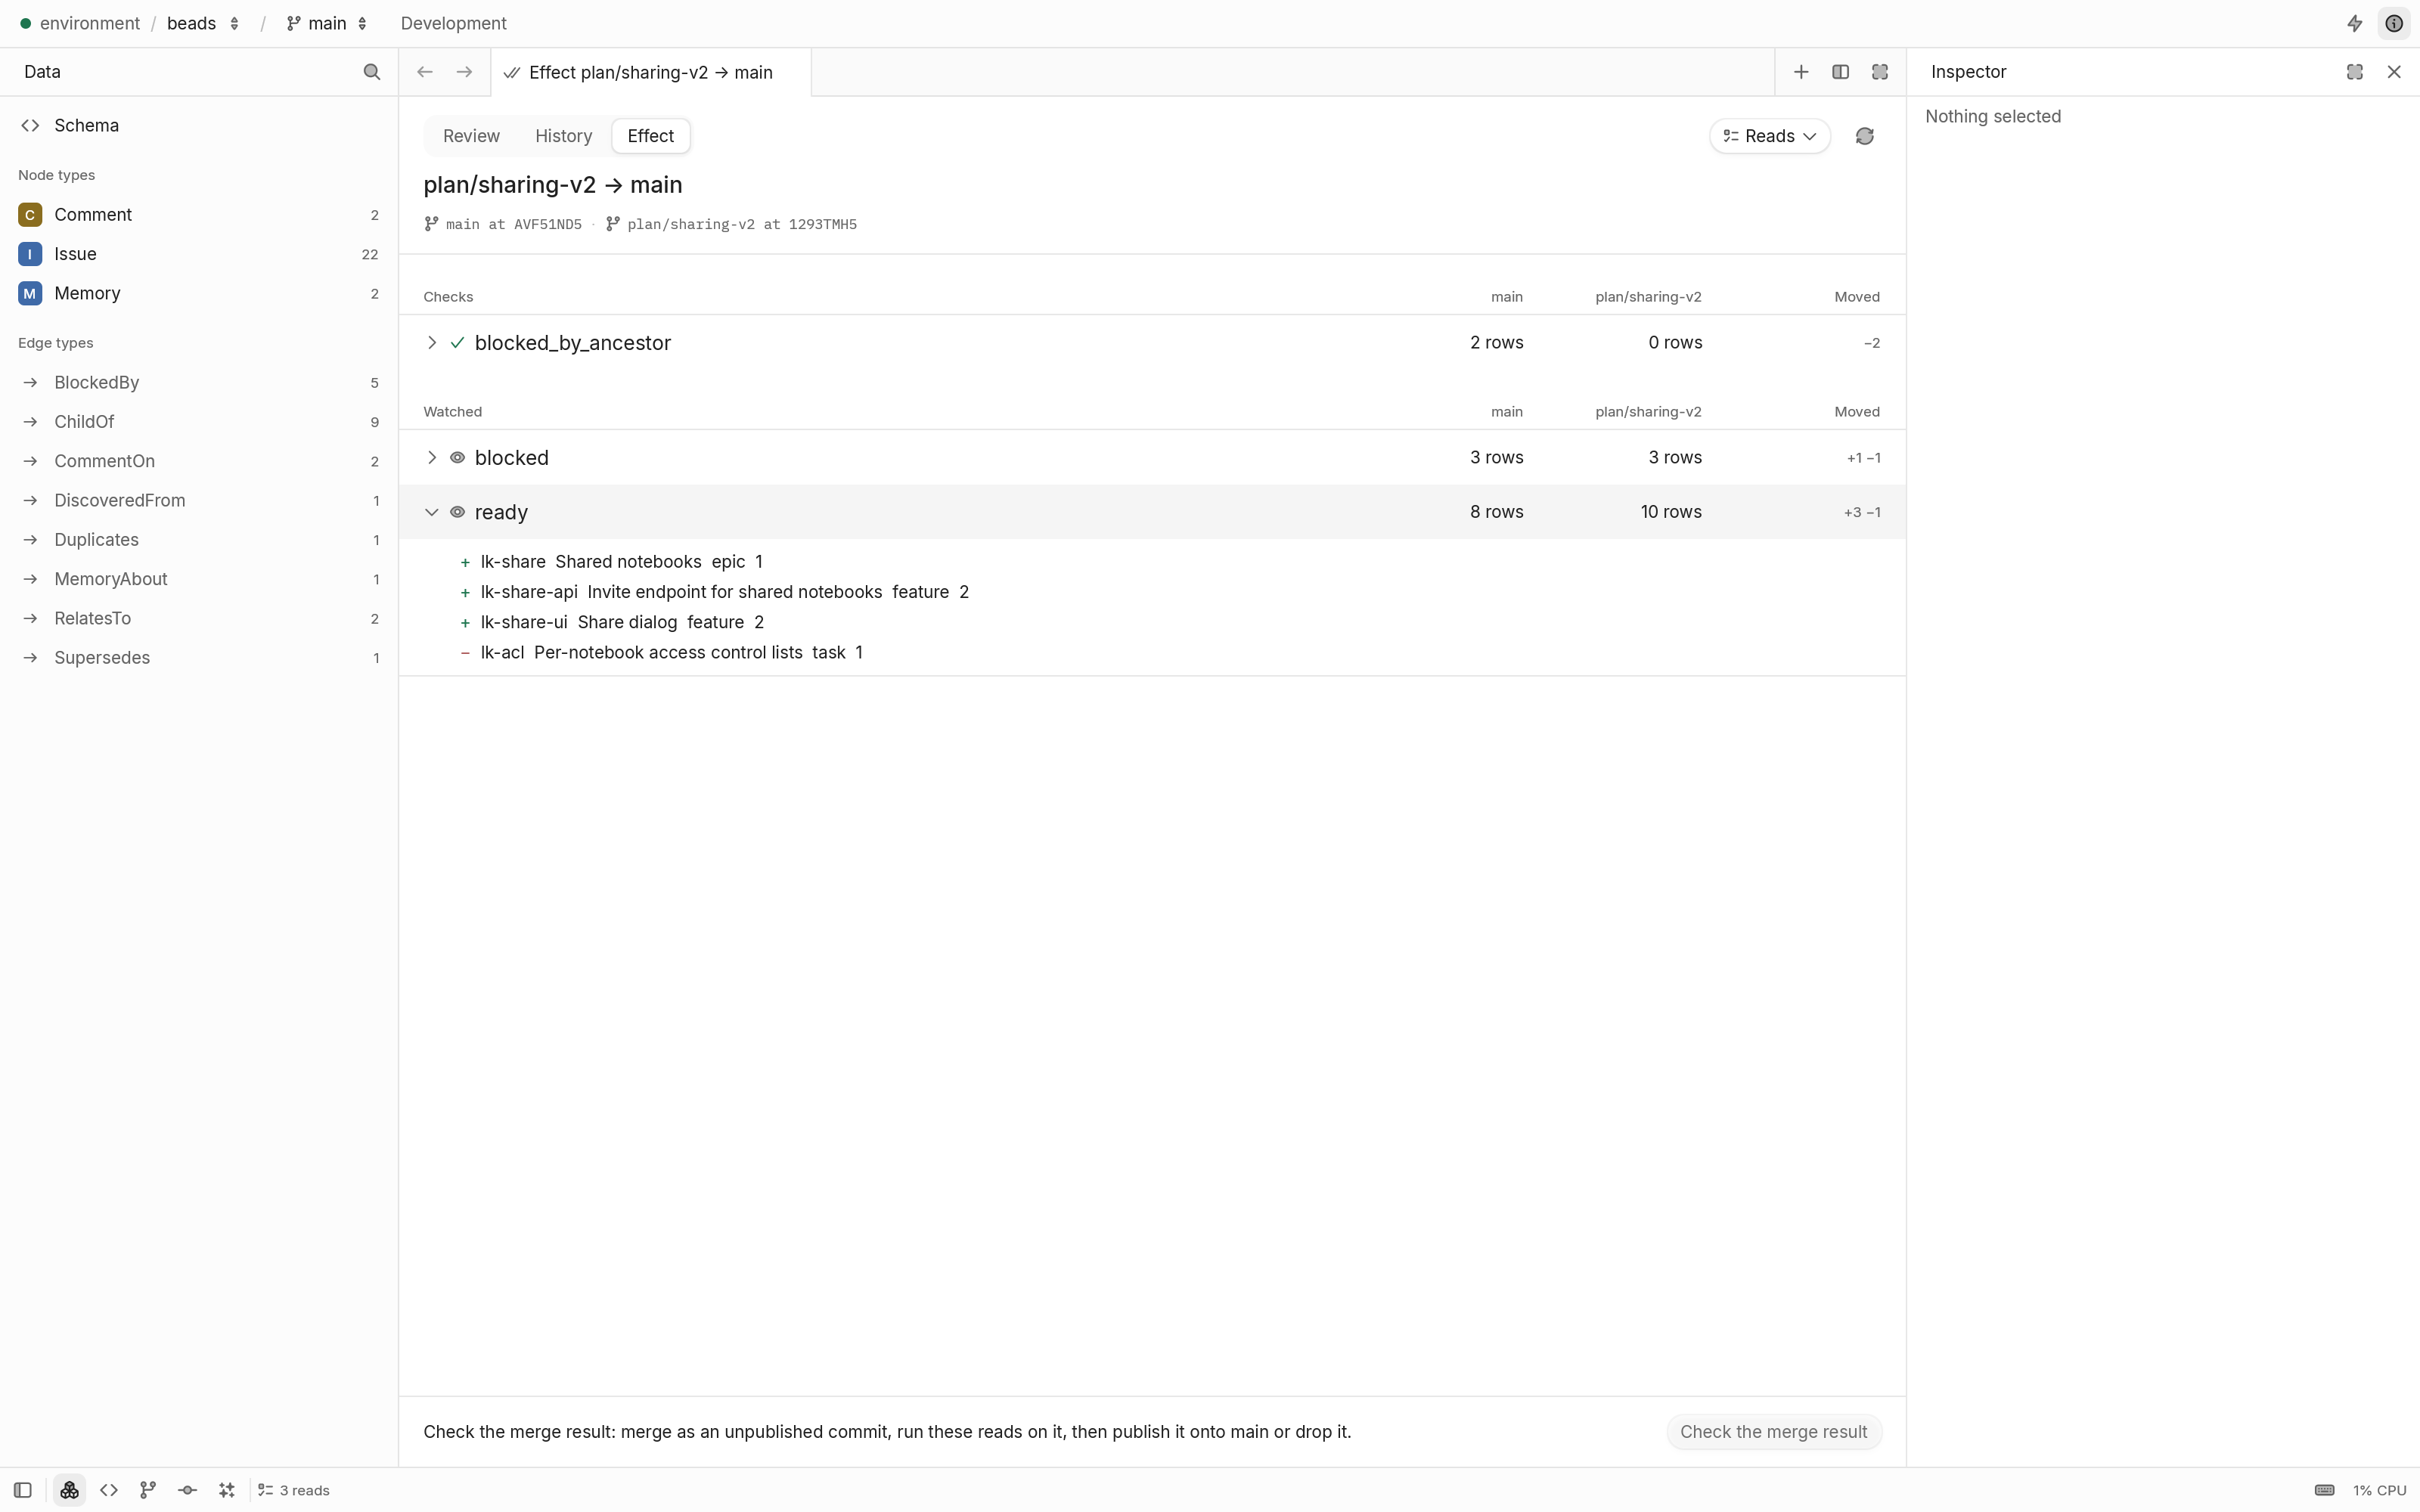 environment / beads / main Development
Data
Effect plan/sharing-v2 → main
Inspector
Nothing selected
Schema
Node types
C Comment 2
I Issue 22
M Memory 2
Edge types
→ BlockedBy 5
→ ChildOf 9
→ CommentOn 2
→ DiscoveredFrom 1
→ Duplicates 1
→ MemoryAbout 1
→ RelatesTo 2
→ Supersedes 1
Review History Effect
Reads
plan/sharing-v2 → main
main at AVF51ND5 · plan/sharing-v2 at 1293TMH5
Checks main plan/sharing-v2 Moved
blocked_by_ancestor 2 rows 0 rows −2
Watched main plan/sharing-v2 Moved
blocked 3 rows 3 rows +1 −1
ready 8 rows 10 rows +3 −1
+ lk-share Shared notebooks epic 1
+ lk-share-api Invite endpoint for shared notebooks feature 2
+ lk-share-ui Share dialog feature 2
− lk-acl Per-notebook access control lists task 1
Check the merge result: merge as an unpublished commit, run these reads on it, then publish it onto main or drop it.
Check the merge result
3 reads
1% CPU